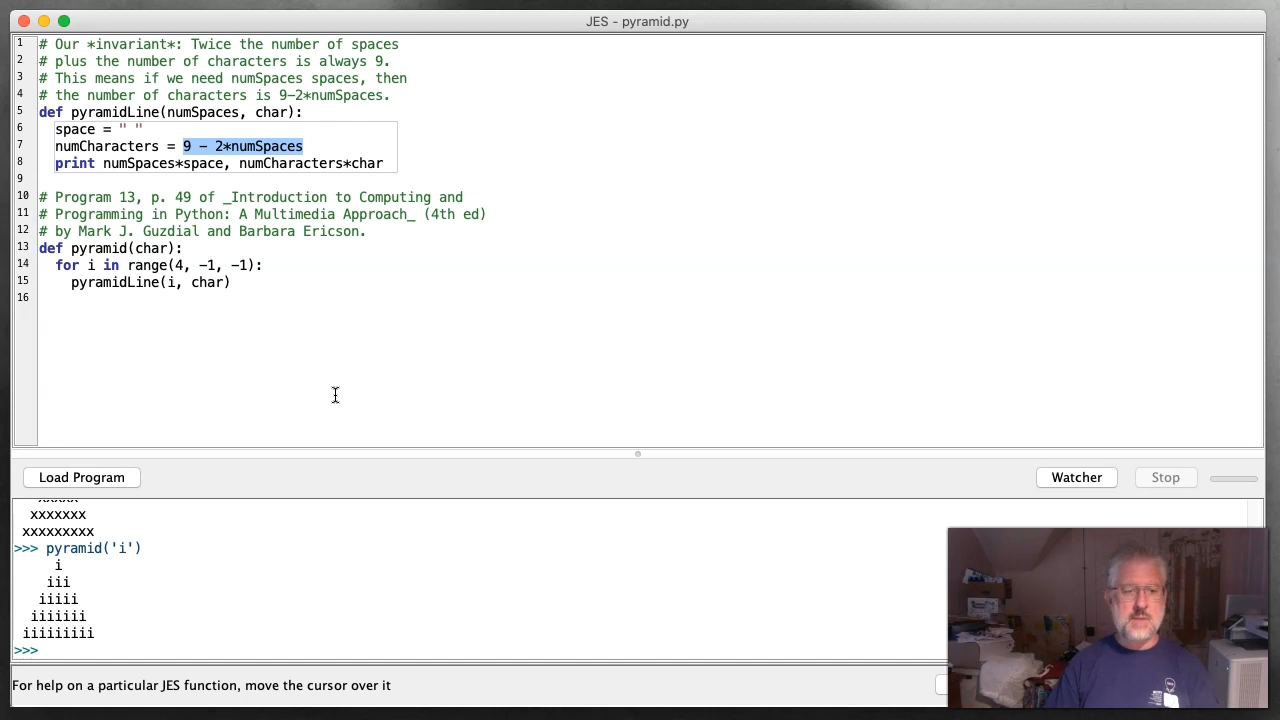 JES - pyramid.py
1 # Our *invariant*: Twice the number of spaces
2 # plus the number of characters is always 9.
3 # This means if we need numSpaces spaces, then
4 # the number of characters is 9-2*numSpaces.
5 def pyramidLine(numSpaces, char):
6   space = " "
7   numCharacters = 9 - 2*numSpaces
8   print numSpaces*space, numCharacters*char
9
10 # Program 13, p. 49 of _Introduction to Computing and
11 # Programming in Python: A Multimedia Approach_ (4th ed)
12 # by Mark J. Guzdial and Barbara Ericson.
13 def pyramid(char):
14   for i in range(4, -1, -1):
15     pyramidLine(i, char)
16
Load Program
Watcher
Stop
xxxxx
xxxxxxx
xxxxxxxxx
>>> pyramid('i')
i
iii
iiiii
iiiiiii
iiiiiiiii
>>>
For help on a particular JES function, move the cursor over it